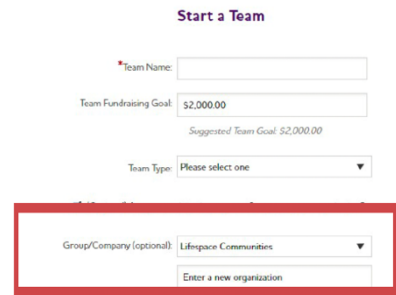 Start a Team
*Team Name:
Team Fundraising Goal: $2,000.00
Suggested Team Goal: $2,000.00
Team Type: Please select one
Group/Company (optional): Lifespace Communities
Enter a new organization